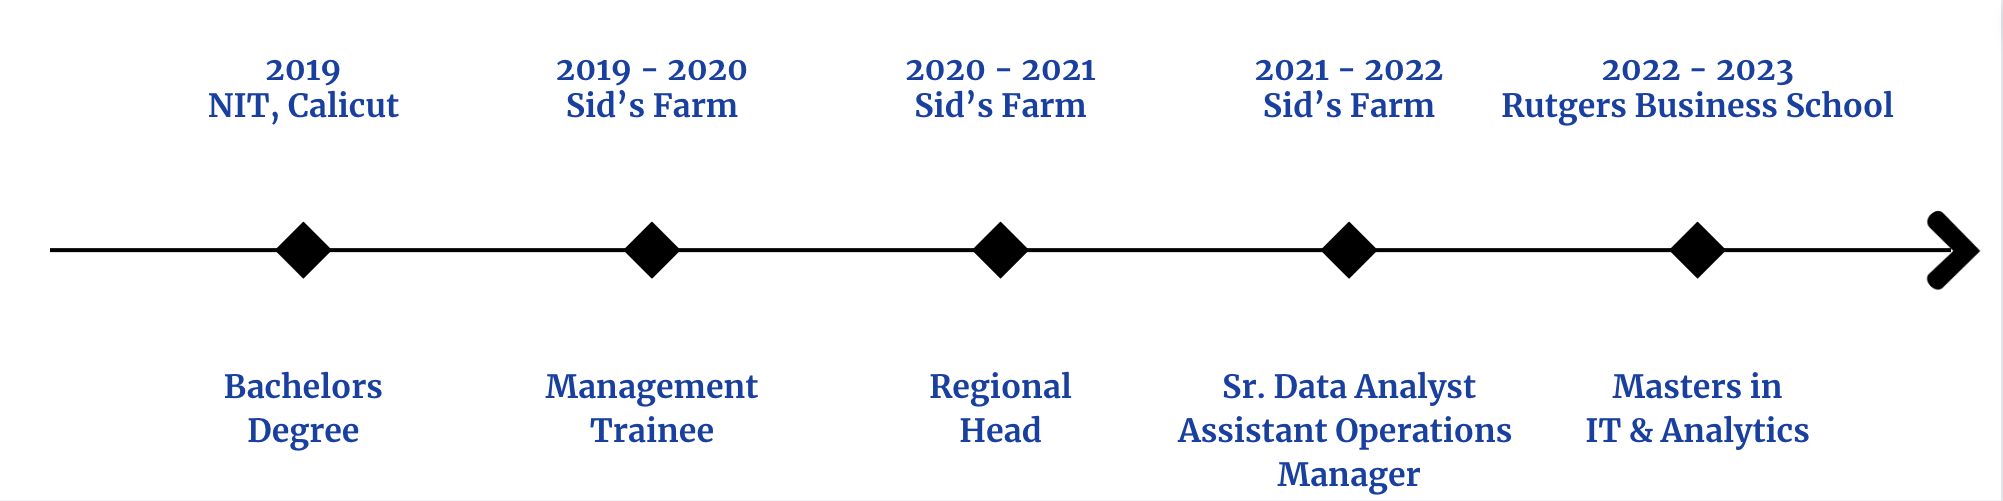 2019
NIT, Calicut
2019 - 2020
Sid’s Farm
2020 - 2021
Sid’s Farm
2021 - 2022
Sid’s Farm
2022 - 2023
Rutgers Business School
Bachelors
Degree
Management
Trainee
Regional
Head
Sr. Data Analyst
Assistant Operations
Manager
Masters in
IT & Analytics